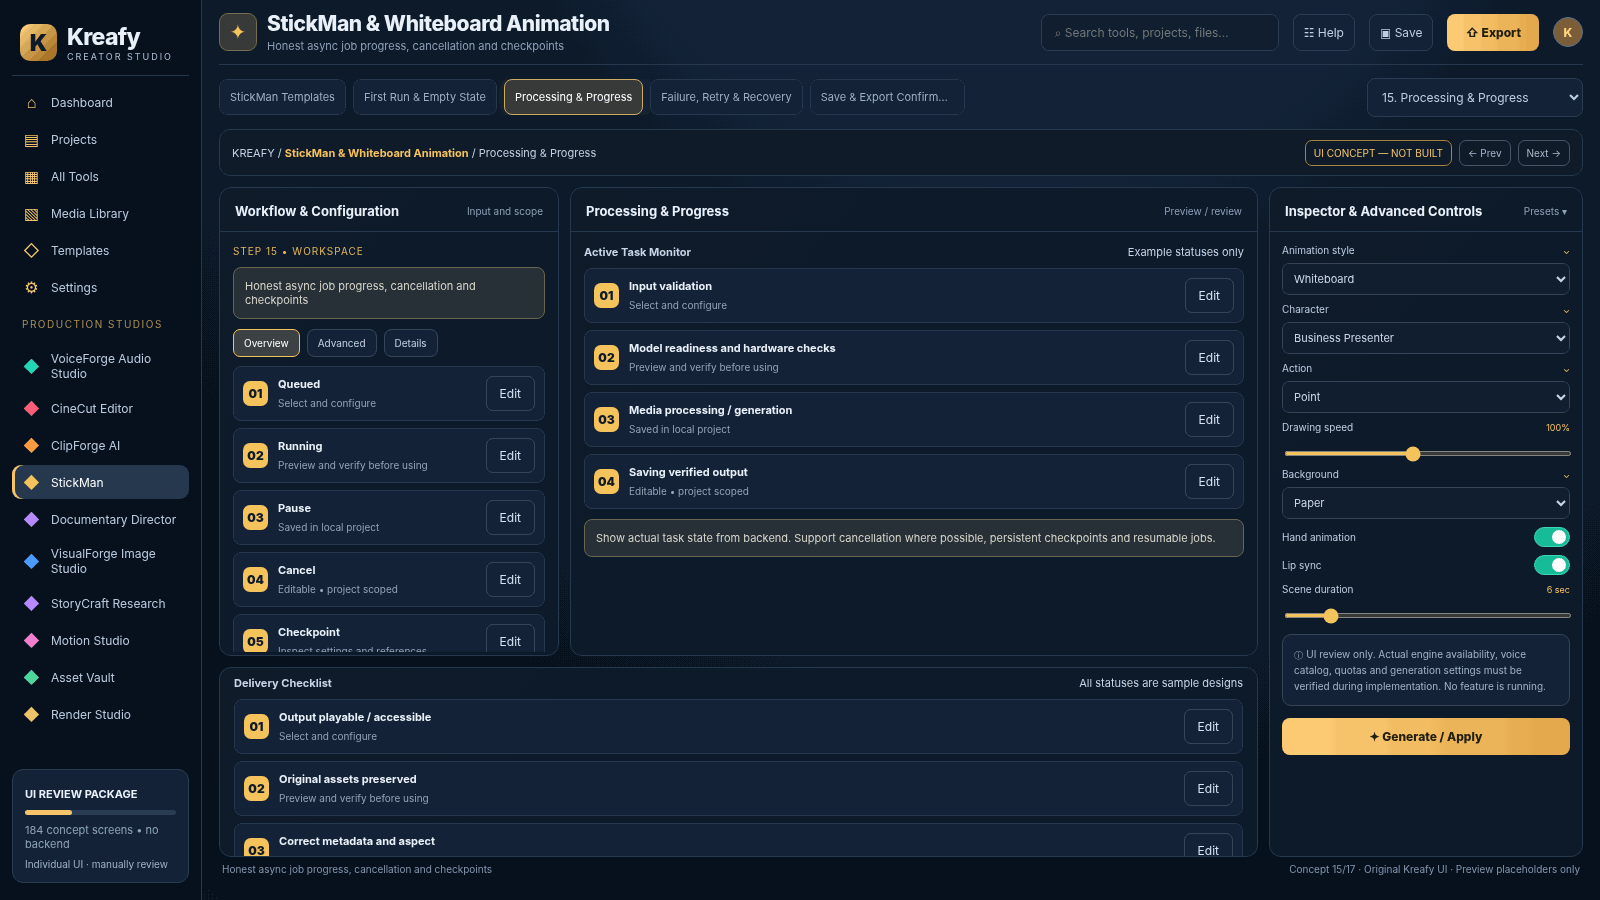 K
Kreafy
CREATOR STUDIO
Dashboard
Projects
All Tools
Media Library
Templates
Settings
PRODUCTION STUDIOS
VoiceForge Audio
Studio
CineCut Editor
ClipForge AI
StickMan
Documentary Director
VisualForge Image
Studio
StoryCraft Research
Motion Studio
Asset Vault
Render Studio
UI REVIEW PACKAGE
184 concept screens • no
backend
Individual UI · manually review
StickMan & Whiteboard Animation
Honest async job progress, cancellation and checkpoints
Search tools, projects, files...
Help
Save
Export
K
StickMan Templates
First Run & Empty State
Processing & Progress
Failure, Retry & Recovery
Save & Export Confirm...
15. Processing & Progress
KREAFY / StickMan & Whiteboard Animation / Processing & Progress
UI CONCEPT — NOT BUILT
← Prev
Next →
Workflow & Configuration
Input and scope
STEP 15 • WORKSPACE
Honest async job progress, cancellation and
checkpoints
Overview
Advanced
Details
01
Queued
Select and configure
Edit
02
Running
Preview and verify before using
Edit
03
Pause
Saved in local project
Edit
04
Cancel
Editable • project scoped
Edit
05
Checkpoint
Inspect settings and references
Edit
Processing & Progress
Preview / review
Active Task Monitor
Example statuses only
01
Input validation
Select and configure
Edit
02
Model readiness and hardware checks
Preview and verify before using
Edit
03
Media processing / generation
Saved in local project
Edit
04
Saving verified output
Editable • project scoped
Edit
Show actual task state from backend. Support cancellation where possible, persistent checkpoints and resumable jobs.
Delivery Checklist
All statuses are sample designs
01
Output playable / accessible
Select and configure
Edit
02
Original assets preserved
Preview and verify before using
Edit
03
Correct metadata and aspect
Edit
Inspector & Advanced Controls
Presets ▾
Animation style
Whiteboard
Character
Business Presenter
Action
Point
Drawing speed
100%
Background
Paper
Hand animation
Lip sync
Scene duration
6 sec
ⓘ UI review only. Actual engine availability, voice
catalog, quotas and generation settings must be
verified during implementation. No feature is running.
✦ Generate / Apply
Honest async job progress, cancellation and checkpoints
Concept 15/17 · Original Kreafy UI · Preview placeholders only